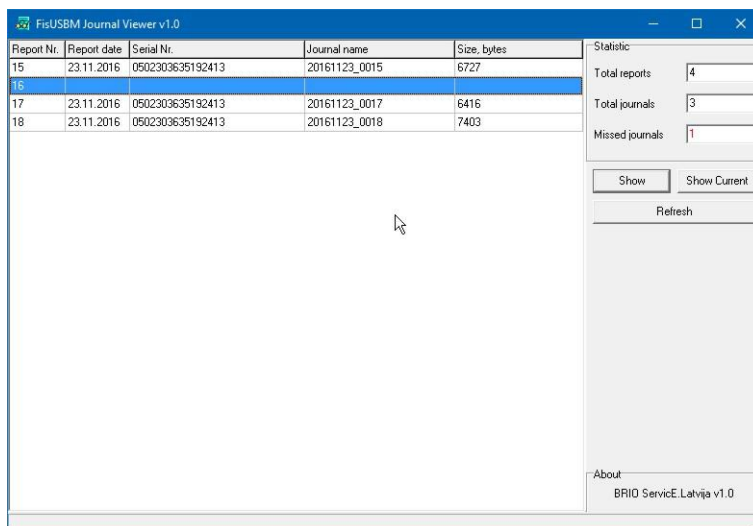 FisUSBM Journal Viewer v1.0
Report Nr. Report date Serial Nr. Journal name Size, bytes
15 23.11.2016 0502303635192413 20161123_0015 6727
16
17 23.11.2016 0502303635192413 20161123_0017 6416
18 23.11.2016 0502303635192413 20161123_0018 7403
Statistic
Total reports 4
Total journals 3
Missed journals 1
Show Show Current
Refresh
About
BRIO ServicE.Latvija v1.0